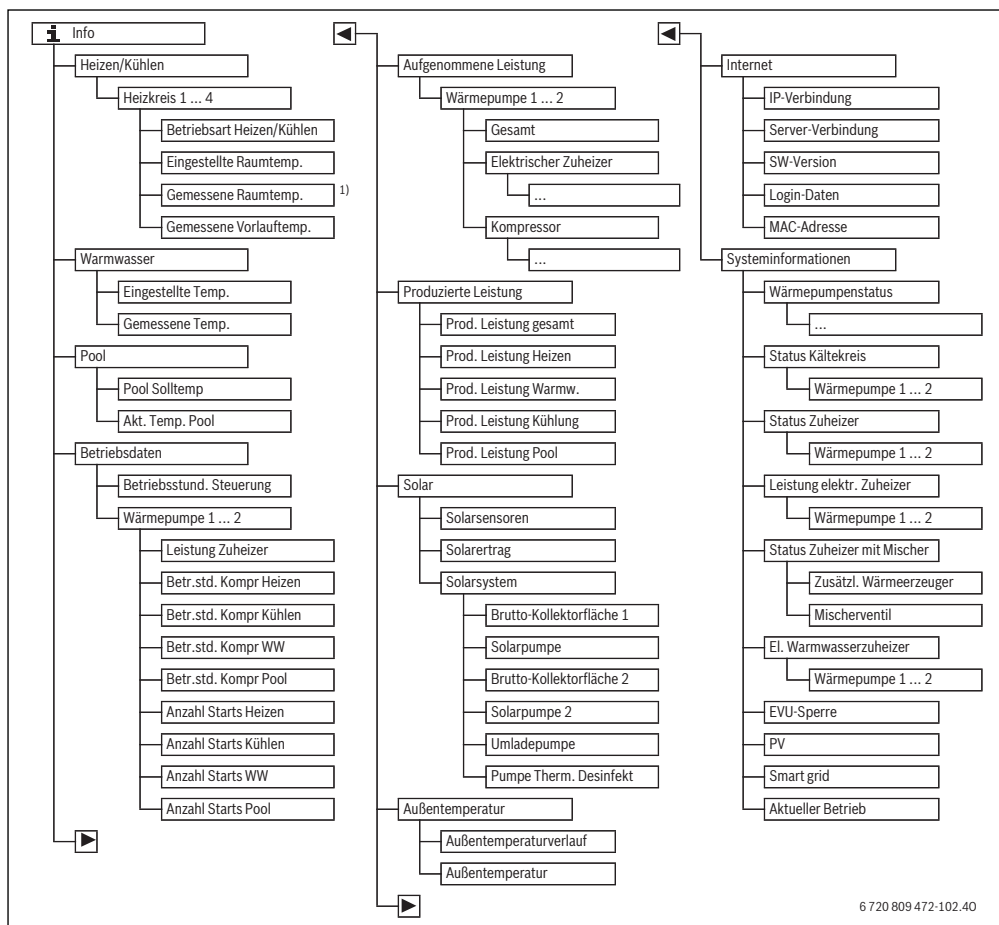 Info
Heizen/Kühlen
Heizkreis 1 ... 4
Betriebsart Heizen/Kühlen
Eingestellte Raumtemp.
Gemessene Raumtemp. 1)
Gemessene Vorlauftemp.
Warmwasser
Eingestellte Temp.
Gemessene Temp.
Pool
Pool Solltemp
Akt. Temp. Pool
Betriebsdaten
Betriebsstund. Steuerung
Wärmepumpe 1 ... 2
Leistung Zuheizer
Betr.std. Kompr Heizen
Betr.std. Kompr Kühlen
Betr.std. Kompr WW
Betr.std. Kompr Pool
Anzahl Starts Heizen
Anzahl Starts Kühlen
Anzahl Starts WW
Anzahl Starts Pool
Aufgenommene Leistung
Wärmepumpe 1 ... 2
Gesamt
Elektrischer Zuheizer
...
Kompressor
...
Produzierte Leistung
Prod. Leistung gesamt
Prod. Leistung Heizen
Prod. Leistung Warmw.
Prod. Leistung Kühlung
Prod. Leistung Pool
Solar
Solarsensoren
Solarertrag
Solarsystem
Brutto-Kollektorfläche 1
Solarpumpe
Brutto-Kollektorfläche 2
Solarpumpe 2
Umladepumpe
Pumpe Therm. Desinfekt
Außentemperatur
Außentemperaturverlauf
Außentemperatur
Internet
IP-Verbindung
Server-Verbindung
SW-Version
Login-Daten
MAC-Adresse
Systeminformationen
Wärmepumpenstatus
...
Status Kältekreis
Wärmepumpe 1 ... 2
Status Zuheizer
Wärmepumpe 1 ... 2
Leistung elektr. Zuheizer
Wärmepumpe 1 ... 2
Status Zuheizer mit Mischer
Zusätzl. Wärmeerzeuger
Mischerventil
El. Warmwasserzuheizer
Wärmepumpe 1 ... 2
EVU-Sperre
PV
Smart grid
Aktueller Betrieb
6 720 809 472-102.4O